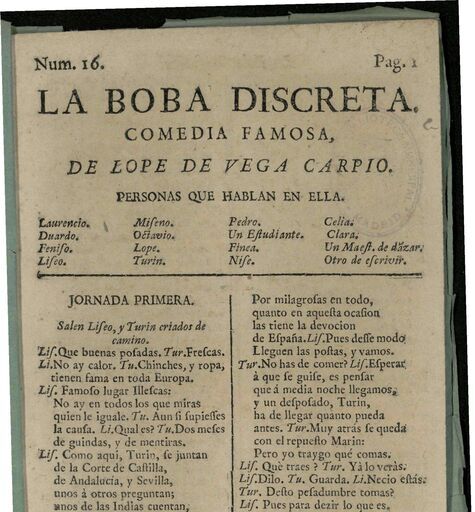 Num. 16.
Pag. 1
LA BOBA DISCRETA.
COMEDIA FAMOSA,
DE LOPE DE VEGA CARPIO.
PERSONAS QUE HABLAN EN ELLA.
Laurencio. Miseno. Pedro. Celia.
Duardo. Octavio. Un Estudiante. Clara.
Feniso. Lope. Finea. Un Maest. de dãzar.
Liseo. Turin. Nise. Otro de escrivir.
JORNADA PRIMERA.
Salen Liseo, y Turin criados de
camino.
Lis. Que buenas posadas. Tur. Frescas.
Li. No ay calor. Tu. Chinches, y ropa,
tienen fama en toda Europa.
Lis. Famoso lugar Illescas:
No ay en todos los que miras
quien le iguale. Tu. Aun si supiesses
la causa. Li. Qual es? Tu. Dos meses
de guindas, y de mentiras.
Lis. Como aqui, Turin, se juntan
de la Corte de Castilla,
de Andalucía, y Sevilla,
unos à otros preguntan;
unos de las Indias cuentan,
Por milagrosas en todo,
quanto en aquesta ocasion
las tiene la devocion
de España. Lis. Pues desse modo
Lleguen las postas, y vamos.
Tur. No has de comer? Lis. Esperar
à que se guise, es pensar
que à media noche llegamos,
y un desposado, Turin,
ha de llegar quanto pueda
antes. Tur. Muy atràs se queda
con el repuesto Marin:
Pero yo traygo què comas.
Lis. Què traes? Tur. Yà lo veràs.
Lis. Dilo. Tu. Guarda. Li. Necio estàs.
Tur. Desto pesadumbre tomas?
Lis. Pues para dezir lo que es.